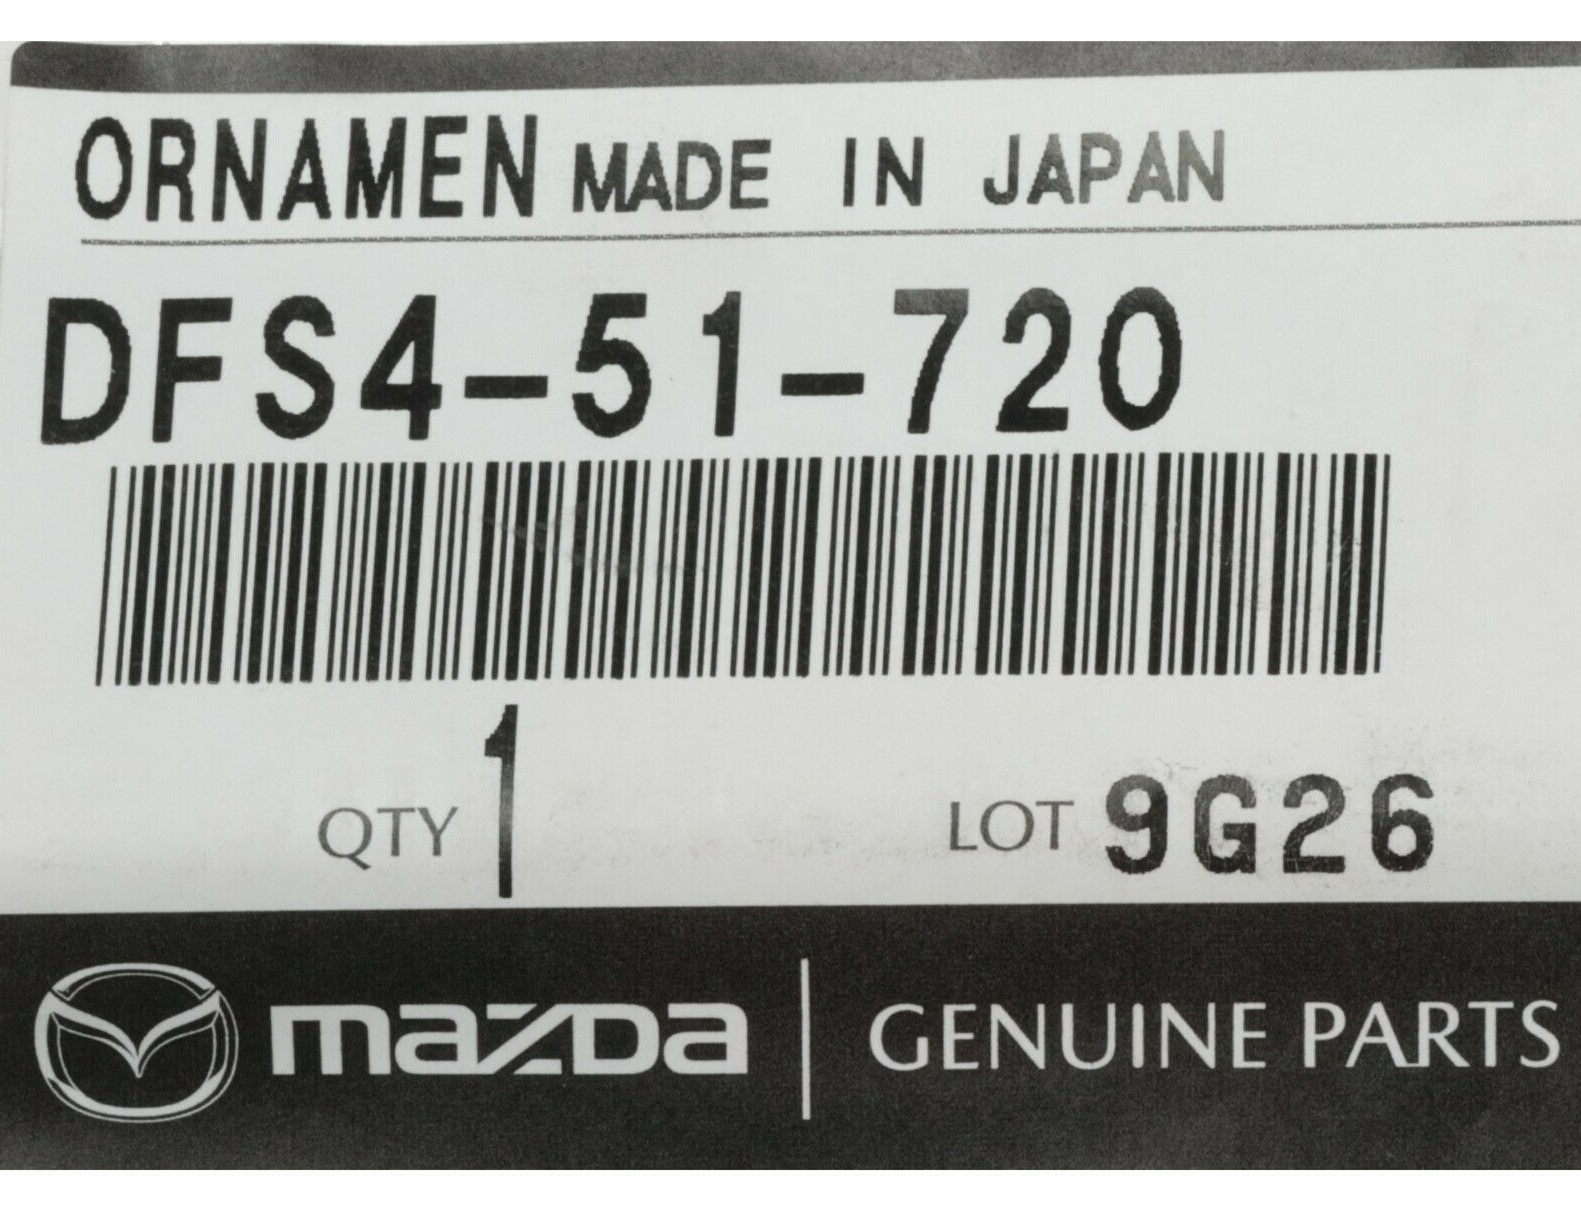 ORNAMEN MADE IN JAPAN
DFS4-51-720
QTY 1 LOT 9G26
mazda GENUINE PARTS